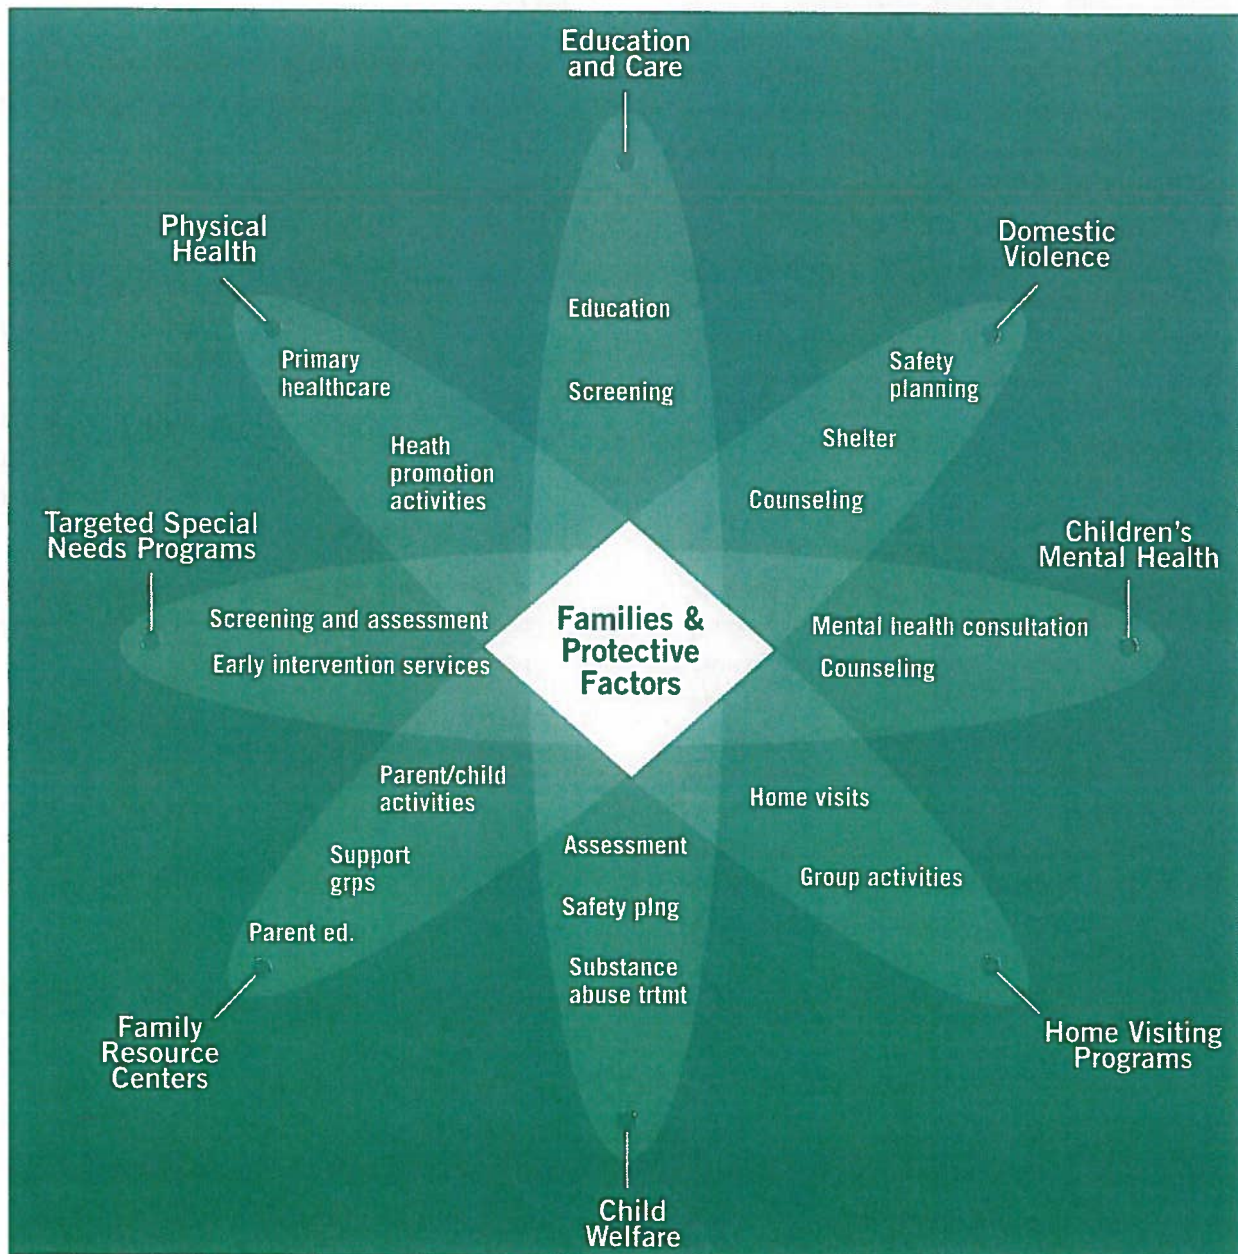 Education
and Care
Physical
Health
Domestic
Violence
Education
Screening
Primary
healthcare
Heath
promotion
activities
Safety
planning
Shelter
Counseling
Targeted Special
Needs Programs
Children's
Mental Health
Screening and assessment
Early intervention services
Families &
Protective
Factors
Mental health consultation
Counseling
Parent/child
activities
Support
grps
Parent ed.
Assessment
Safety plng
Substance
abuse trtmt
Home visits
Group activities
Family
Resource
Centers
Home Visiting
Programs
Child
Welfare